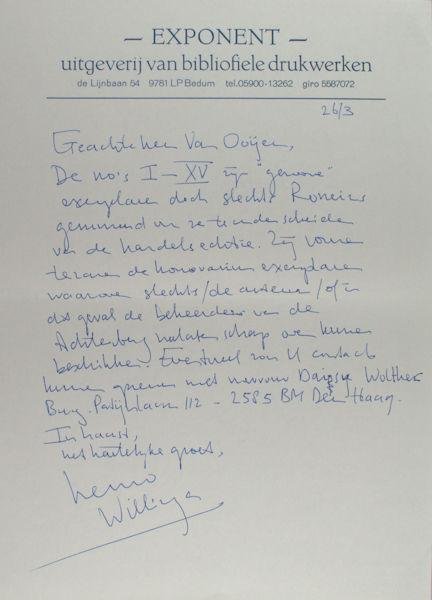 — EXPONENT —
uitgeverij van bibliofiele drukwerken
de Lijnbaan 54 9781 LP Bedum tel. 05900-13262 giro 5587072
26/3
Geachte heer Van Ooijen,
De no's I — XV zijn "gewone"
exemplaren doch slechts Romeins
genummerd om ze te onderscheiden
van de handelseditie. Zij vormen
tezamen de honorarium exemplaren
waarover slechts / de auteur / of in
dit geval de beheerders van de
Achterberg nalatenschap over kunnen
beschikken. Eventueel zou U contact
kunnen opnemen met mevrouw Wolthers
Burg. Patijnlaan 112 - 2585 BM Den Haag.
In haast,
met hartelijke groet,